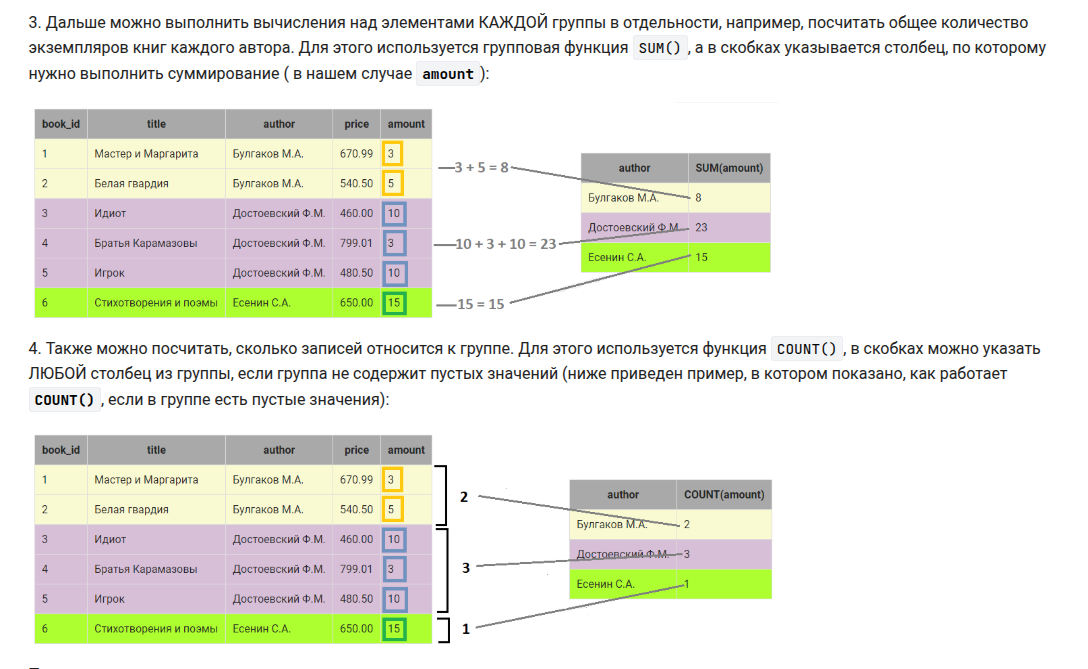 3. Дальше можно выполнить вычисления над элементами КАЖДОЙ группы в отдельности, например, посчитать общее количество
экземпляров книг каждого автора. Для этого используется групповая функция SUM() , а в скобках указывается столбец, по которому
нужно выполнить суммирование ( в нашем случае amount ):
book_id title author price amount
1 Мастер и Маргарита Булгаков М.А. 670.99 3
2 Белая гвардия Булгаков М.А. 540.50 5
3 Идиот Достоевский Ф.М. 460.00 10
4 Братья Карамазовы Достоевский Ф.М. 799.01 3
5 Игрок Достоевский Ф.М. 480.50 10
6 Стихотворения и поэмы Есенин С.А. 650.00 15
3 + 5 = 8
10 + 3 + 10 = 23
15 = 15
author SUM(amount)
Булгаков М.А. 8
Достоевский Ф.М. 23
Есенин С.А. 15
4. Также можно посчитать, сколько записей относится к группе. Для этого используется функция COUNT() , в скобках можно указать
ЛЮБОЙ столбец из группы, если группа не содержит пустых значений (ниже приведен пример, в котором показано, как работает
COUNT() , если в группе есть пустые значения):
book_id title author price amount
1 Мастер и Маргарита Булгаков М.А. 670.99 3
2 Белая гвардия Булгаков М.А. 540.50 5
3 Идиот Достоевский Ф.М. 460.00 10
4 Братья Карамазовы Достоевский Ф.М. 799.01 3
5 Игрок Достоевский Ф.М. 480.50 10
6 Стихотворения и поэмы Есенин С.А. 650.00 15
2
3
1
author COUNT(amount)
Булгаков М.А. 2
Достоевский Ф.М. 3
Есенин С.А. 1